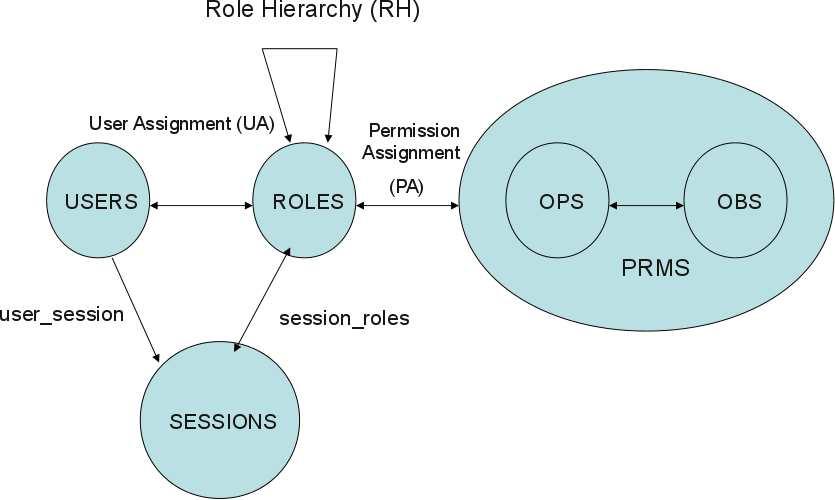 Role Hierarchy (RH)
User Assignment (UA)
Permission
Assignment
(PA)
USERS
ROLES
OPS
OBS
PRMS
user_session
session_roles
SESSIONS